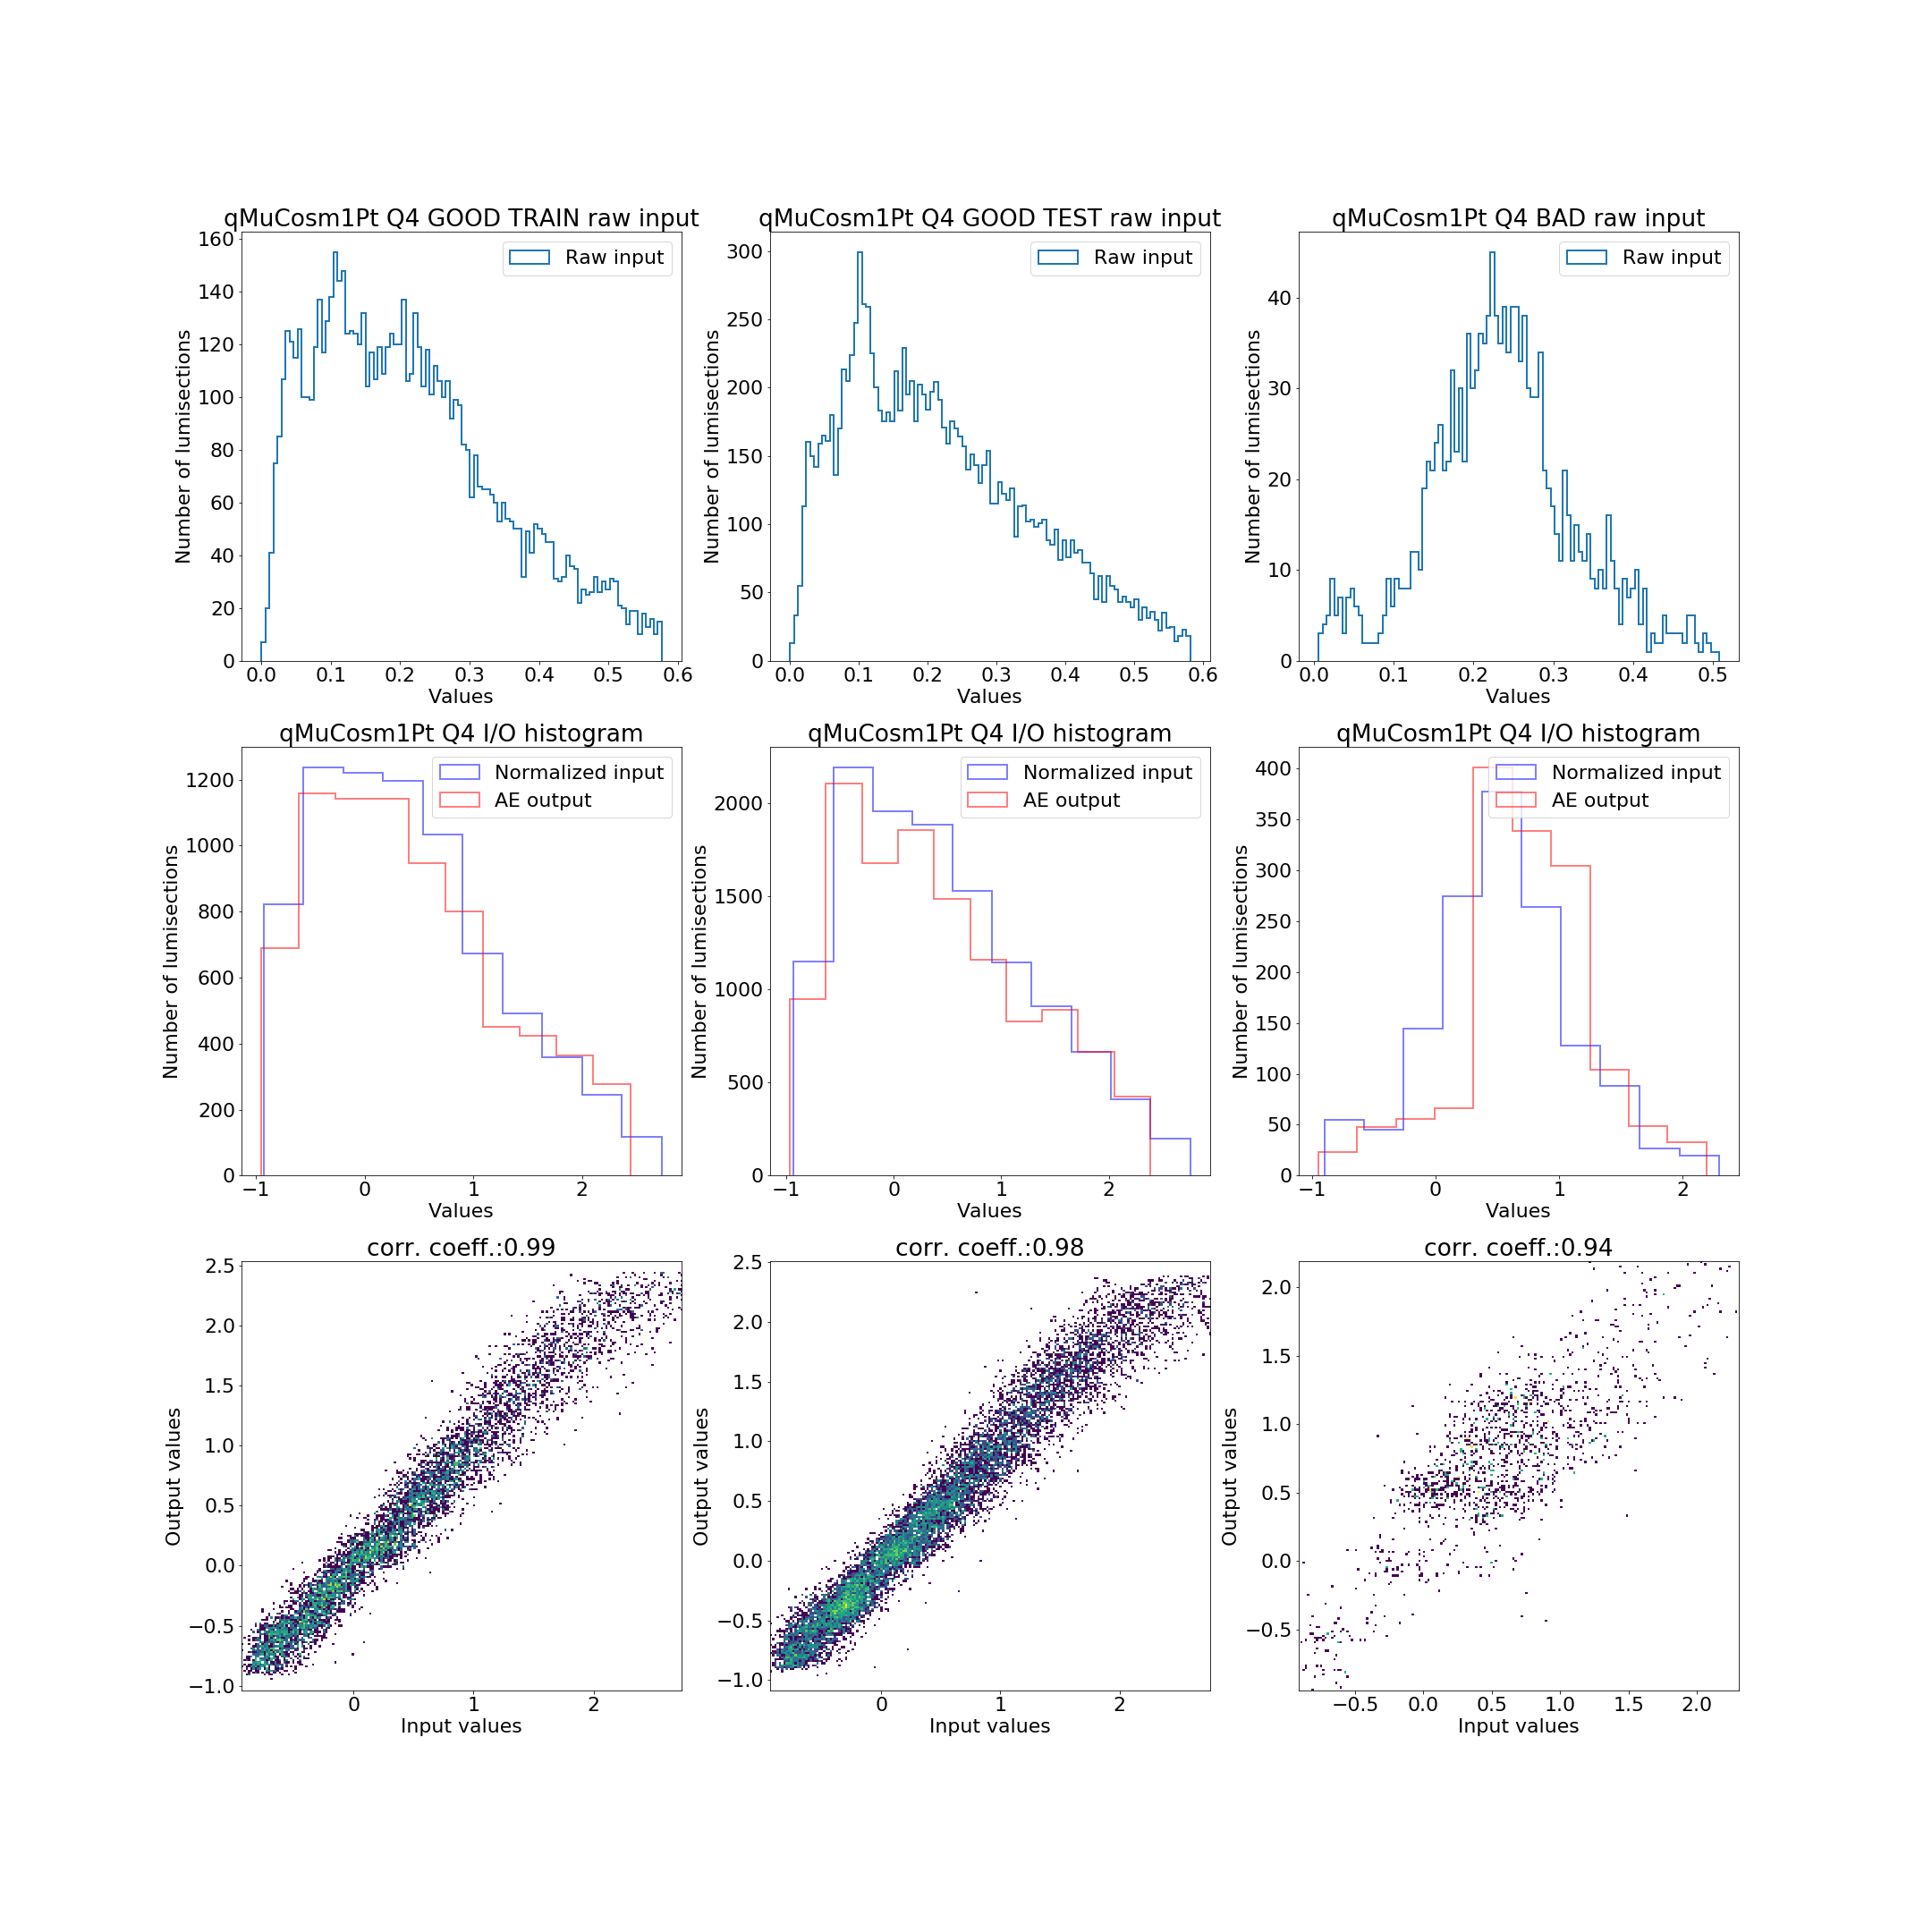 qMuCosm1Pt Q4 GOOD TRAIN raw input
Raw input
Number of lumisections
160
140
120
100
80
60
40
20
0
0.0 0.1 0.2 0.3 0.4 0.5 0.6
Values
qMuCosm1Pt Q4 GOOD TEST raw input
Raw input
Number of lumisections
300
250
200
150
100
50
0
0.0 0.1 0.2 0.3 0.4 0.5 0.6
Values
qMuCosm1Pt Q4 BAD raw input
Raw input
Number of lumisections
40
30
20
10
0
0.0 0.1 0.2 0.3 0.4 0.5
Values
qMuCosm1Pt Q4 I/O histogram
Normalized input
AE output
Number of lumisections
1200
1000
800
600
400
200
0
−1 0 1 2
Values
qMuCosm1Pt Q4 I/O histogram
Normalized input
AE output
Number of lumisections
2000
1500
1000
500
0
−1 0 1 2
Values
qMuCosm1Pt Q4 I/O histogram
Normalized input
AE output
Number of lumisections
400
350
300
250
200
150
100
50
0
−1 0 1 2
Values
corr. coeff.:0.99
Output values
2.5
2.0
1.5
1.0
0.5
0.0
−0.5
−1.0
0 1 2
Input values
corr. coeff.:0.98
Output values
2.5
2.0
1.5
1.0
0.5
0.0
−0.5
−1.0
0 1 2
Input values
corr. coeff.:0.94
Output values
2.0
1.5
1.0
0.5
0.0
−0.5
−0.5 0.0 0.5 1.0 1.5 2.0
Input values